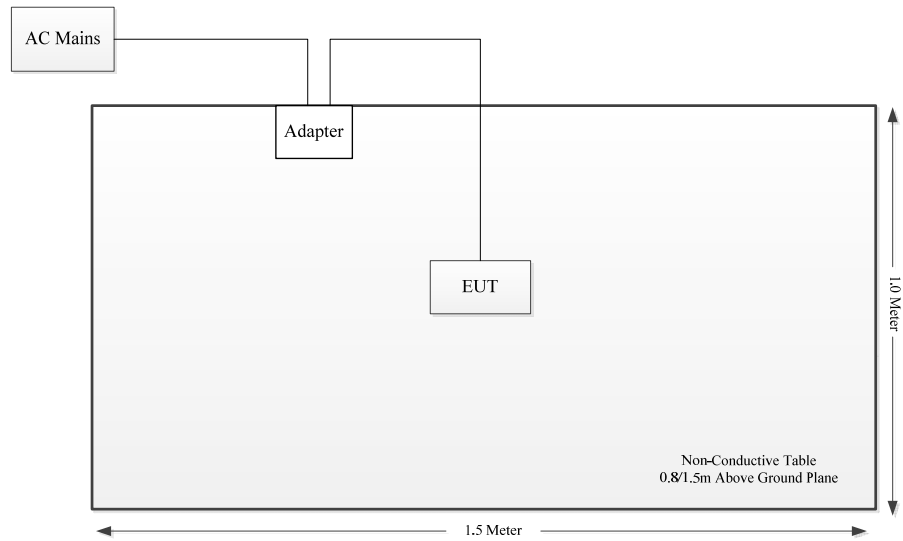 AC Mains
Adapter
EUT
1.0 Meter
Non-Conductive Table
0.8/1.5m Above Ground Plane
1.5 Meter